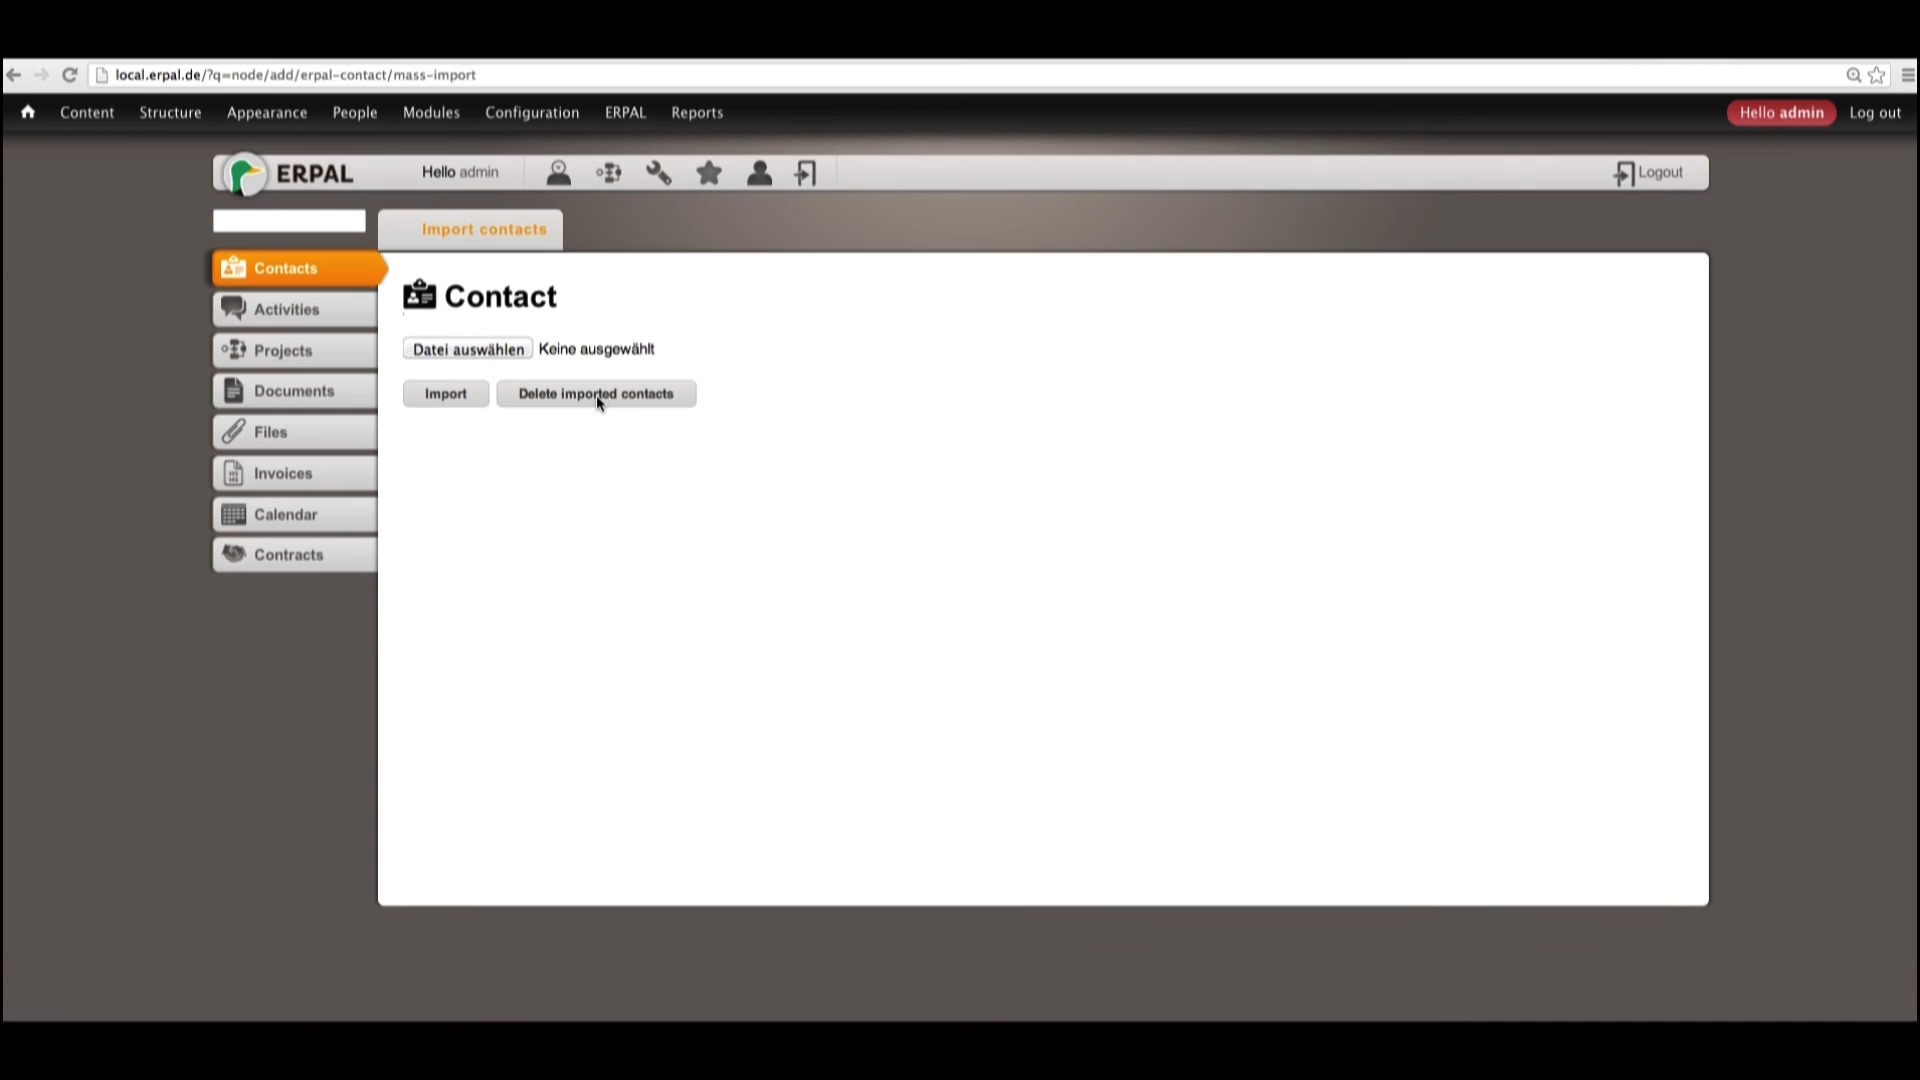 local.erpal.de/?q=node/add/erpal-contact/mass-import
Content Structure Appearance People Modules Configuration ERPAL Reports Hello admin Log out
ERPAL Hello admin Logout
Import contacts
Contacts
Activities
Projects
Documents
Files
Invoices
Calendar
Contracts
Contact
Datei auswählen Keine ausgewählt
Import Delete imported contacts